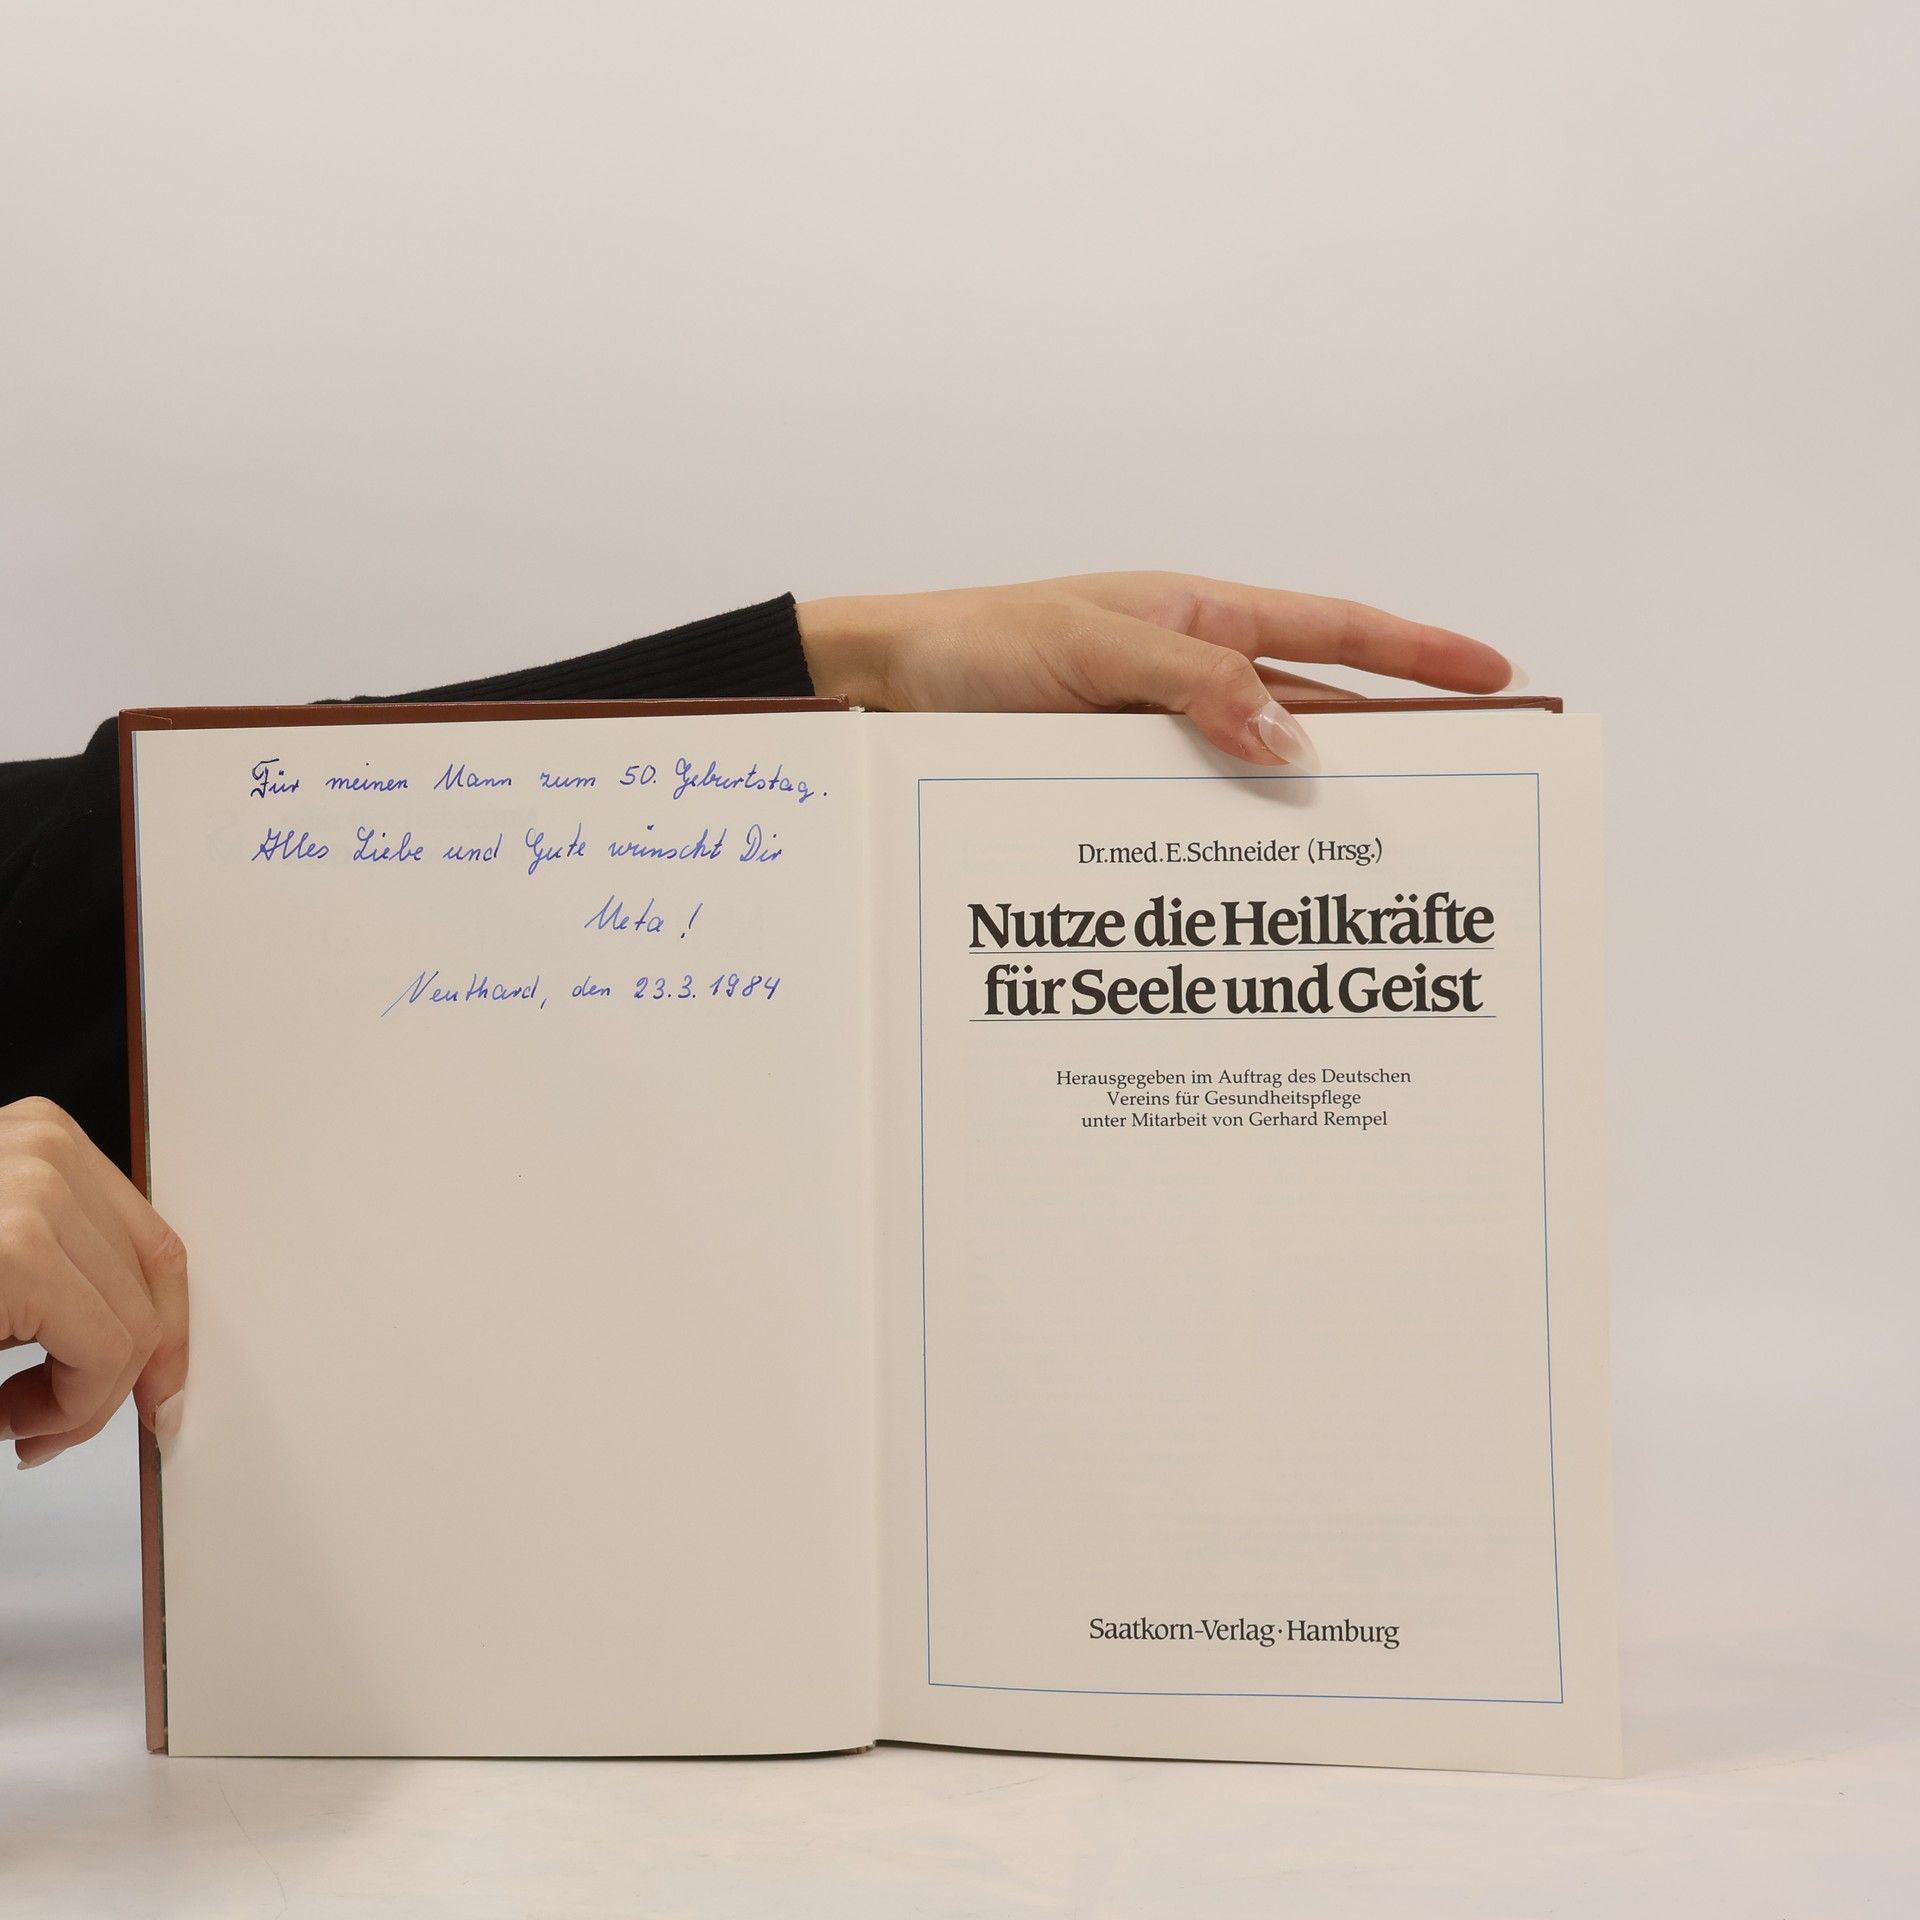 Für meinen Mann zum 50. Geburtstag.
Alles Liebe und Gute wünscht Dir
Meta!
Neuthard, den 23.3.1984
Dr.med.E.Schneider (Hrsg.)
Nutze die Heilkräfte
für Seele und Geist
Herausgegeben im Auftrag des Deutschen
Vereins für Gesundheitspflege
unter Mitarbeit von Gerhard Rempel
Saatkorn-Verlag·Hamburg